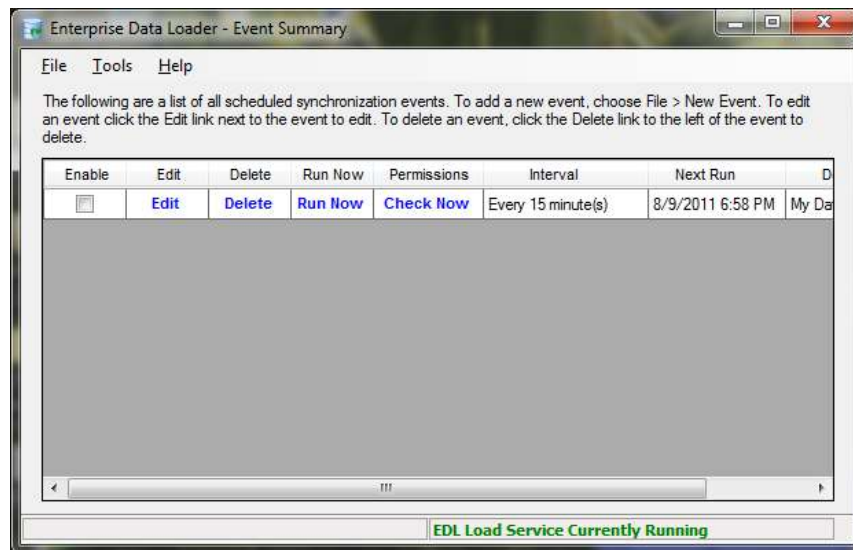 Enterprise Data Loader - Event Summary
File Tools Help
The following are a list of all scheduled synchronization events. To add a new event, choose File > New Event. To edit
an event click the Edit link next to the event to edit. To delete an event, click the Delete link to the left of the event to
delete.
Enable Edit Delete Run Now Permissions Interval Next Run D
Edit Delete Run Now Check Now Every 15 minute(s) 8/9/2011 6:58 PM My Da
EDL Load Service Currently Running